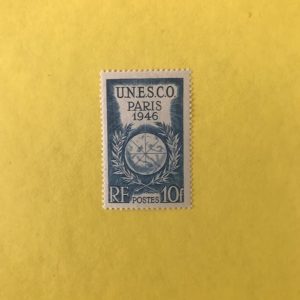 U.N.E.S.C.O.
PARIS
1946
RF POSTES 10f